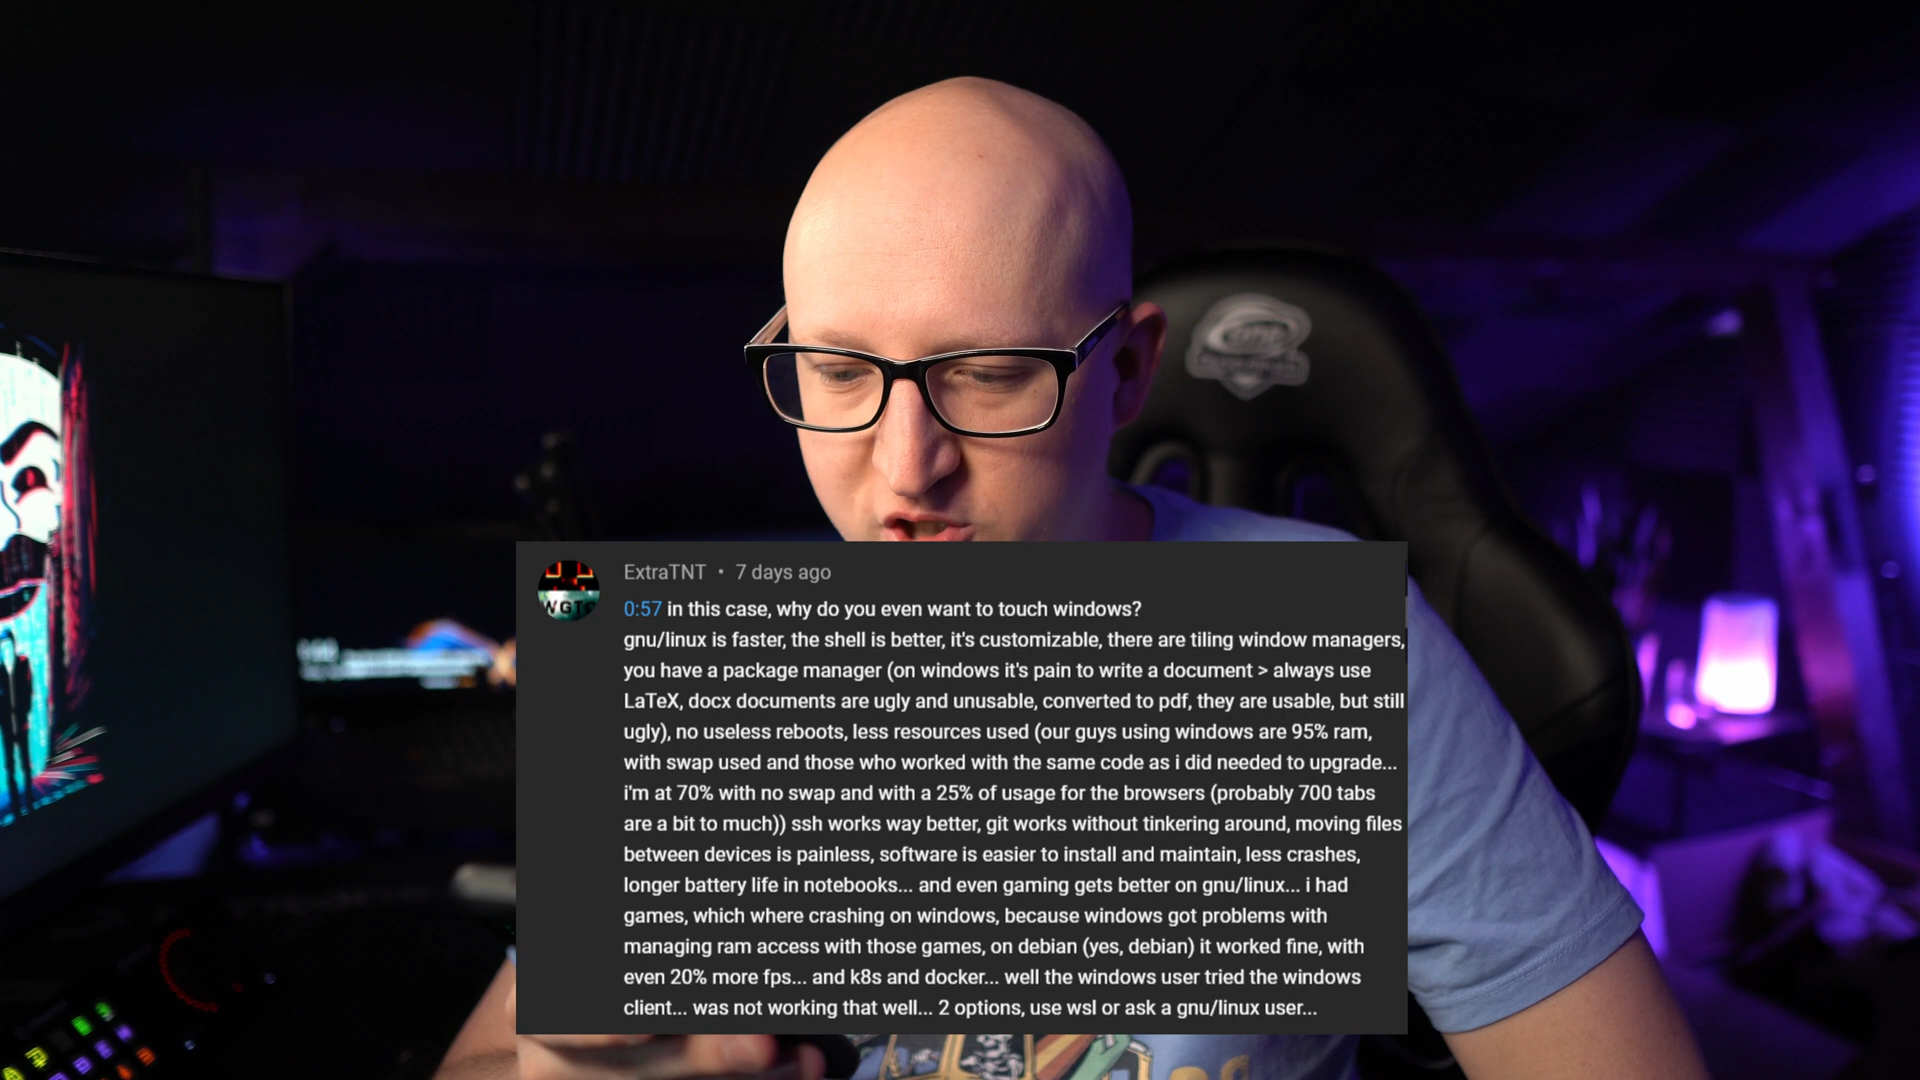 ExtraTNT • 7 days ago
0:57 in this case, why do you even want to touch windows?
gnu/linux is faster, the shell is better, it's customizable, there are tiling window managers,
you have a package manager (on windows it's pain to write a document > always use
LaTeX, docx documents are ugly and unusable, converted to pdf, they are usable, but still
ugly), no useless reboots, less resources used (our guys using windows are 95% ram,
with swap used and those who worked with the same code as i did needed to upgrade...
i'm at 70% with no swap and with a 25% of usage for the browsers (probably 700 tabs
are a bit to much)) ssh works way better, git works without tinkering around, moving files
between devices is painless, software is easier to install and maintain, less crashes,
longer battery life in notebooks... and even gaming gets better on gnu/linux... i had
games, which where crashing on windows, because windows got problems with
managing ram access with those games, on debian (yes, debian) it worked fine, with
even 20% more fps... and k8s and docker... well the windows user tried the windows
client... was not working that well... 2 options, use wsl or ask a gnu/linux user...